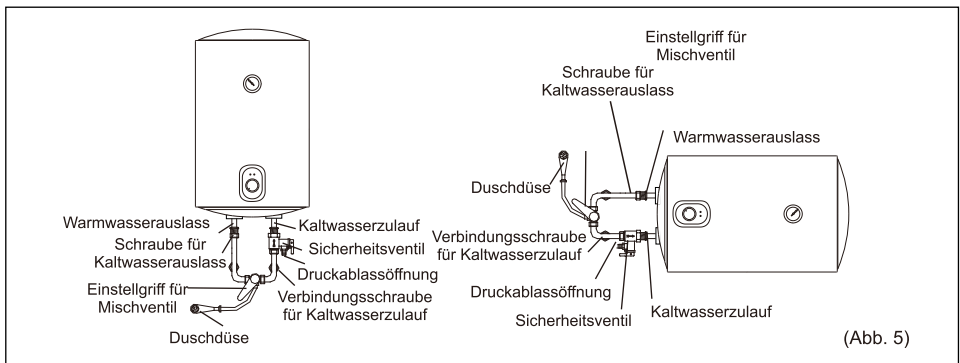 Warmwasserauslass
Schraube für
Kaltwasserauslass
Einstellgriff für
Mischventil
Duschdüse
Kaltwasserzulauf
Sicherheitsventil
Druckablassöffnung
Verbindungsschraube
für Kaltwasserzulauf
Einstellgriff für
Mischventil
Schraube für
Kaltwasserauslass
Warmwasserauslass
Duschdüse
Verbindungsschraube
für Kaltwasserzulauf
Druckablassöffnung
Sicherheitsventil
Kaltwasserzulauf
(Abb. 5)